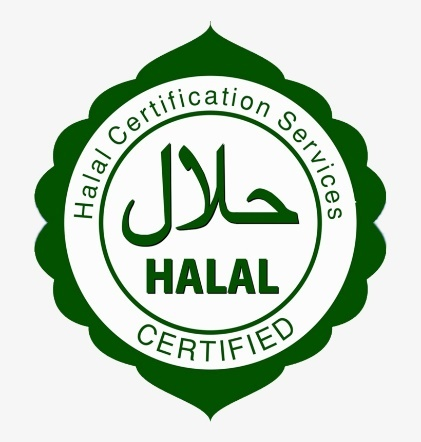 Halal Certification Services
حلال
HALAL
CERTIFIED